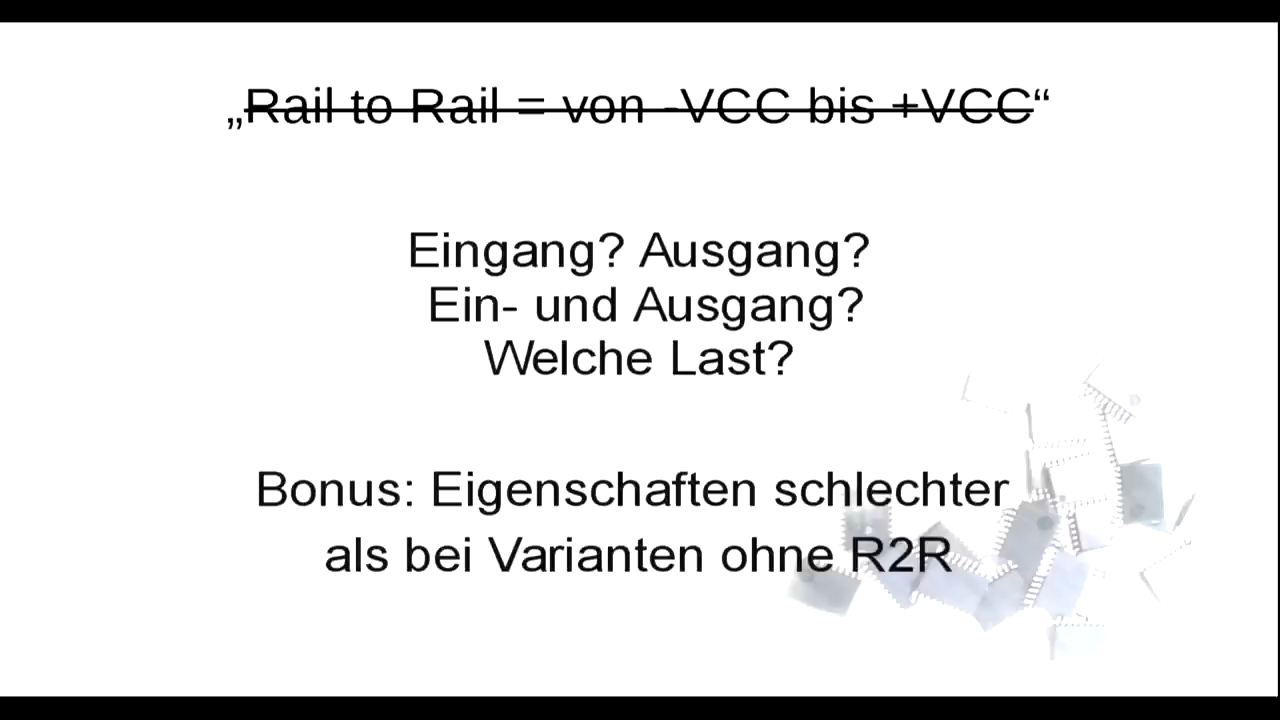 „Rail to Rail = von -VCC bis +VCC“
Eingang? Ausgang?
Ein- und Ausgang?
Welche Last?
Bonus: Eigenschaften schlechter
als bei Varianten ohne R2R